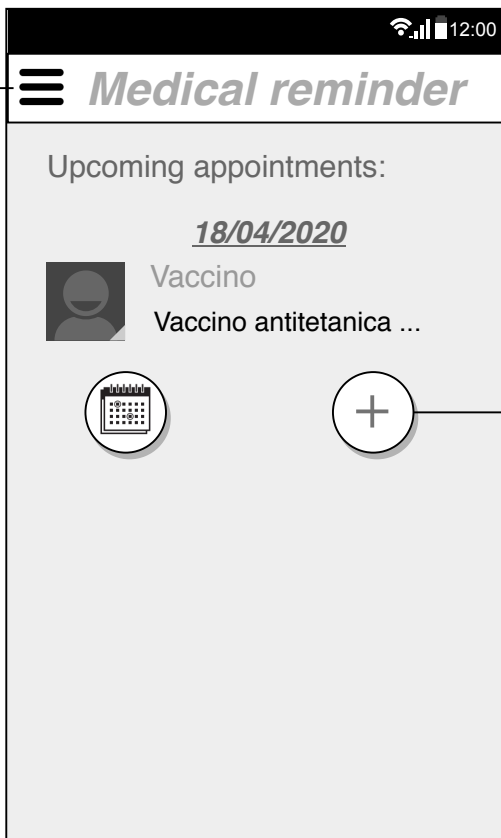 12:00
Medical reminder
Upcoming appointments:
18/04/2020
Vaccino
Vaccino antitetanica ...
+